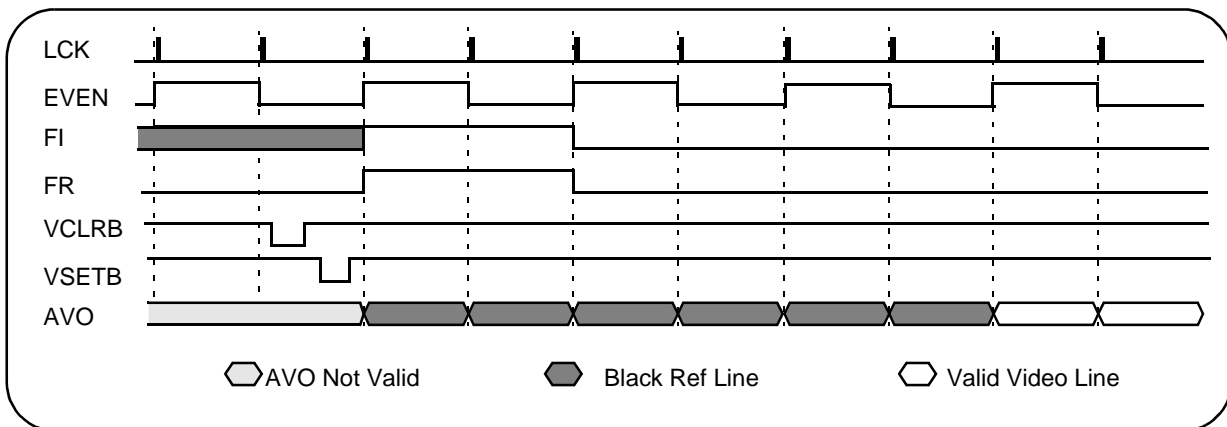 LCK
EVEN
FI
FR
VCLRB
VSETB
AVO
AVO Not Valid Black Ref Line Valid Video Line